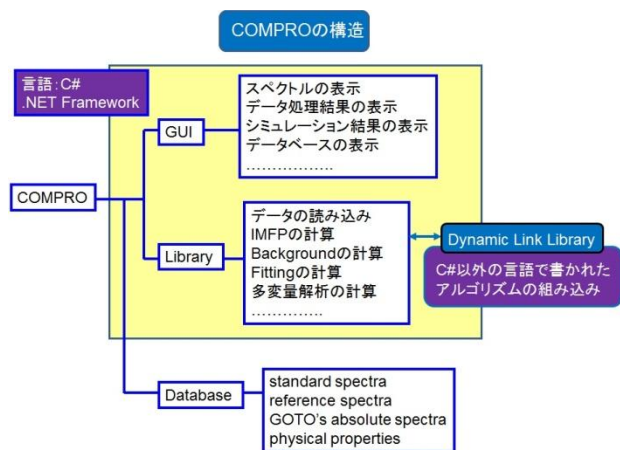 COMPROの構造
言語:C#
.NET Framework
スペクトルの表示
データ処理結果の表示
シミュレーション結果の表示
データベースの表示
................
GUI
COMPRO
データの読み込み
IMFPの計算
Backgroundの計算
Fittingの計算
多変量解析の計算
..............
Library
Dynamic Link Library
C#以外の言語で書かれた
アルゴリズムの組み込み
Database
standard spectra
reference spectra
GOTO's absolute spectra
physical properties